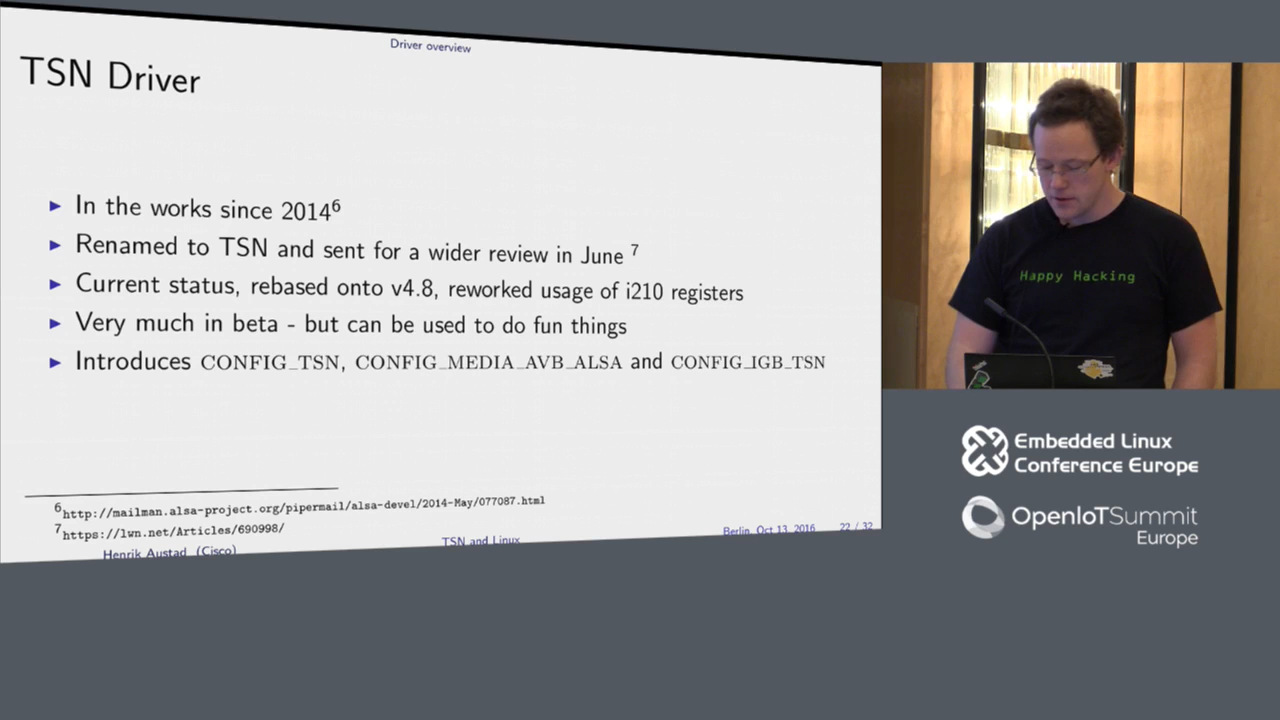 Driver overview
TSN Driver
▶ In the works since 2014⁶
▶ Renamed to TSN and sent for a wider review in June ⁷
▶ Current status, rebased onto v4.8, reworked usage of i210 registers
▶ Very much in beta - but can be used to do fun things
▶ Introduces CONFIG_TSN, CONFIG_MEDIA_AVB_ALSA and CONFIG_IGB_TSN
⁶http://mailman.alsa-project.org/pipermail/alsa-devel/2014-May/077087.html
⁷https://lwn.net/Articles/690998/
Henrik Austad (Cisco)
TSN and Linux
Berlin, Oct 13, 2016
22 / 32
Happy Hacking
Embedded Linux
Conference Europe
OpenIoTSummit
Europe